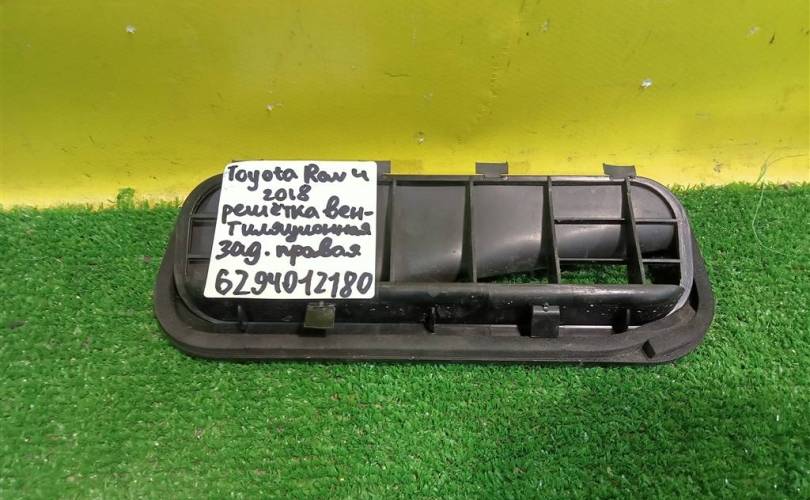 Toyota Rav 4
2018
решётка вен-
тиляционная
зад. правая
6294012180